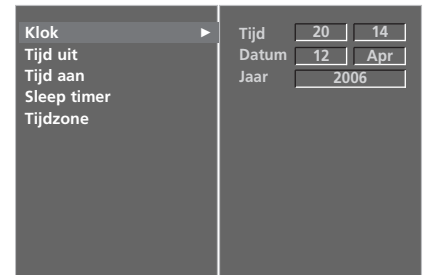 Klok ►
Tijd uit
Tijd aan
Sleep timer
Tijdzone
Tijd 20 14
Datum 12 Apr
Jaar 2006